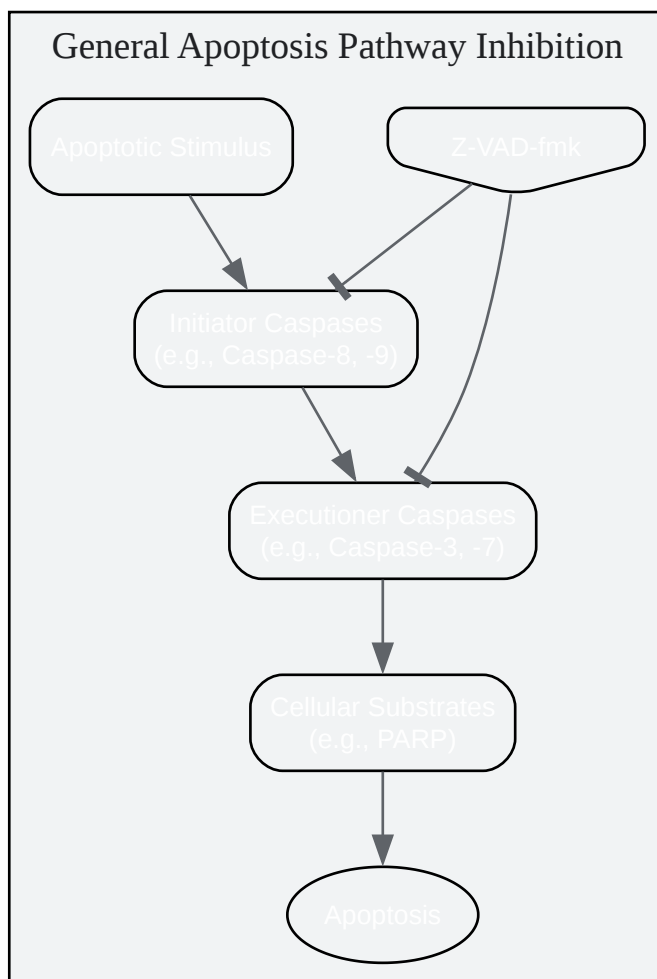 General Apoptosis Pathway Inhibition
Apoptotic Stimulus
Z-VAD-fmk
Initiator Caspases
(e.g., Caspase-8, -9)
Executioner Caspases
(e.g., Caspase-3, -7)
Cellular Substrates
(e.g., PARP)
Apoptosis